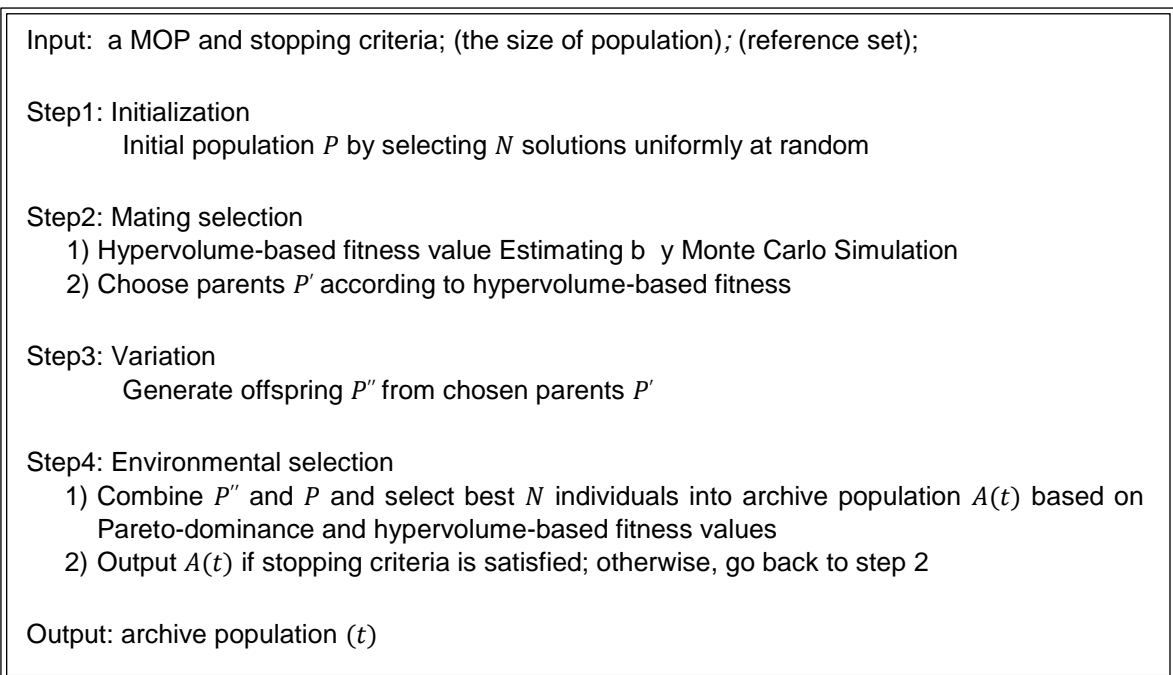 Input: a MOP and stopping criteria; (the size of population); (reference set);
Step1: Initialization
Initial population P by selecting N solutions uniformly at random
Step2: Mating selection
1) Hypervolume-based fitness value Estimating b y Monte Carlo Simulation
2) Choose parents P′ according to hypervolume-based fitness
Step3: Variation
Generate offspring P″ from chosen parents P′
Step4: Environmental selection
1) Combine P″ and P and select best N individuals into archive population A(t) based on
Pareto-dominance and hypervolume-based fitness values
2) Output A(t) if stopping criteria is satisfied; otherwise, go back to step 2
Output: archive population (t)